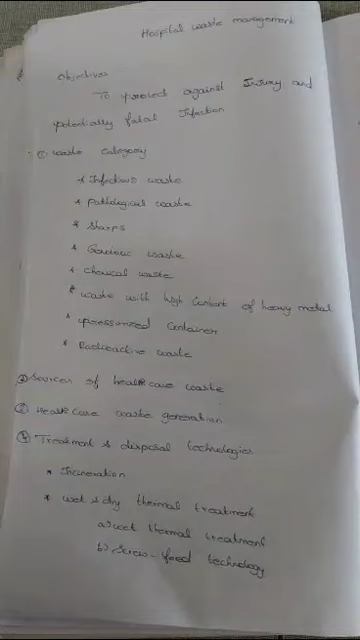 Hospital waste management
Objectives
To protect against Injury and
potentially fatal Infection
① waste category
* Infectious waste
* Pathological waste
* Sharps
* waste
* chemical waste
* waste with high content of heavy metal
* pressurized container
* Radioactive waste
② Sources of health care waste
③ Health care waste generation
④ Treatment & disposal technologies
* Incineration
* wet & dry thermal treatment
a) wet thermal treatment
b) Screw-feed technology